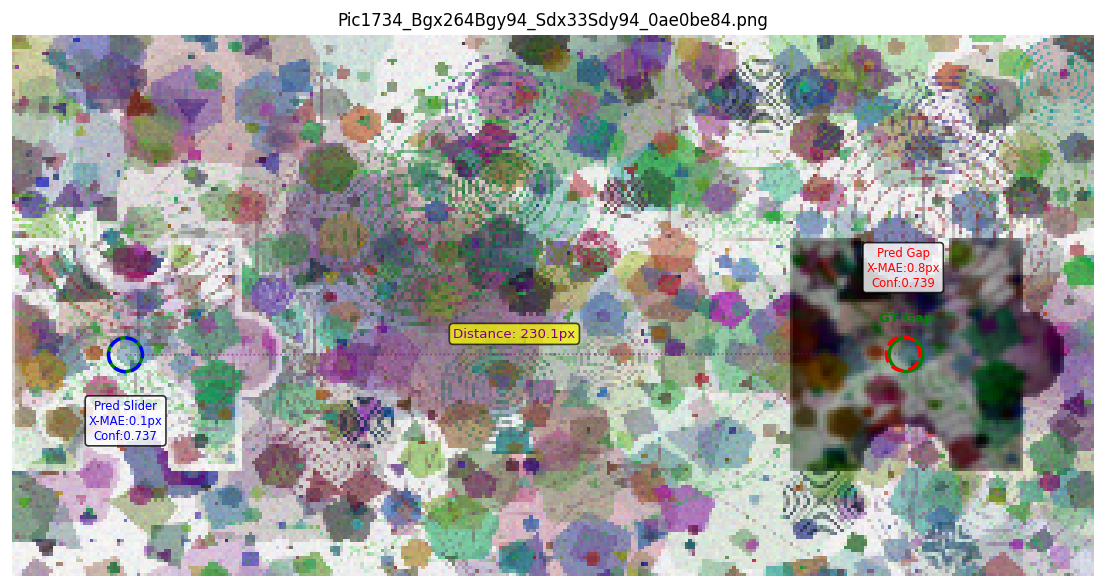 Pic1734_Bgx264Bgy94_Sdx33Sdy94_0ae0be84.png
Pred Gap
X-MAE:0.8px
Conf:0.739
GT Gap
Distance: 230.1px
Pred Slider
X-MAE:0.1px
Conf:0.737